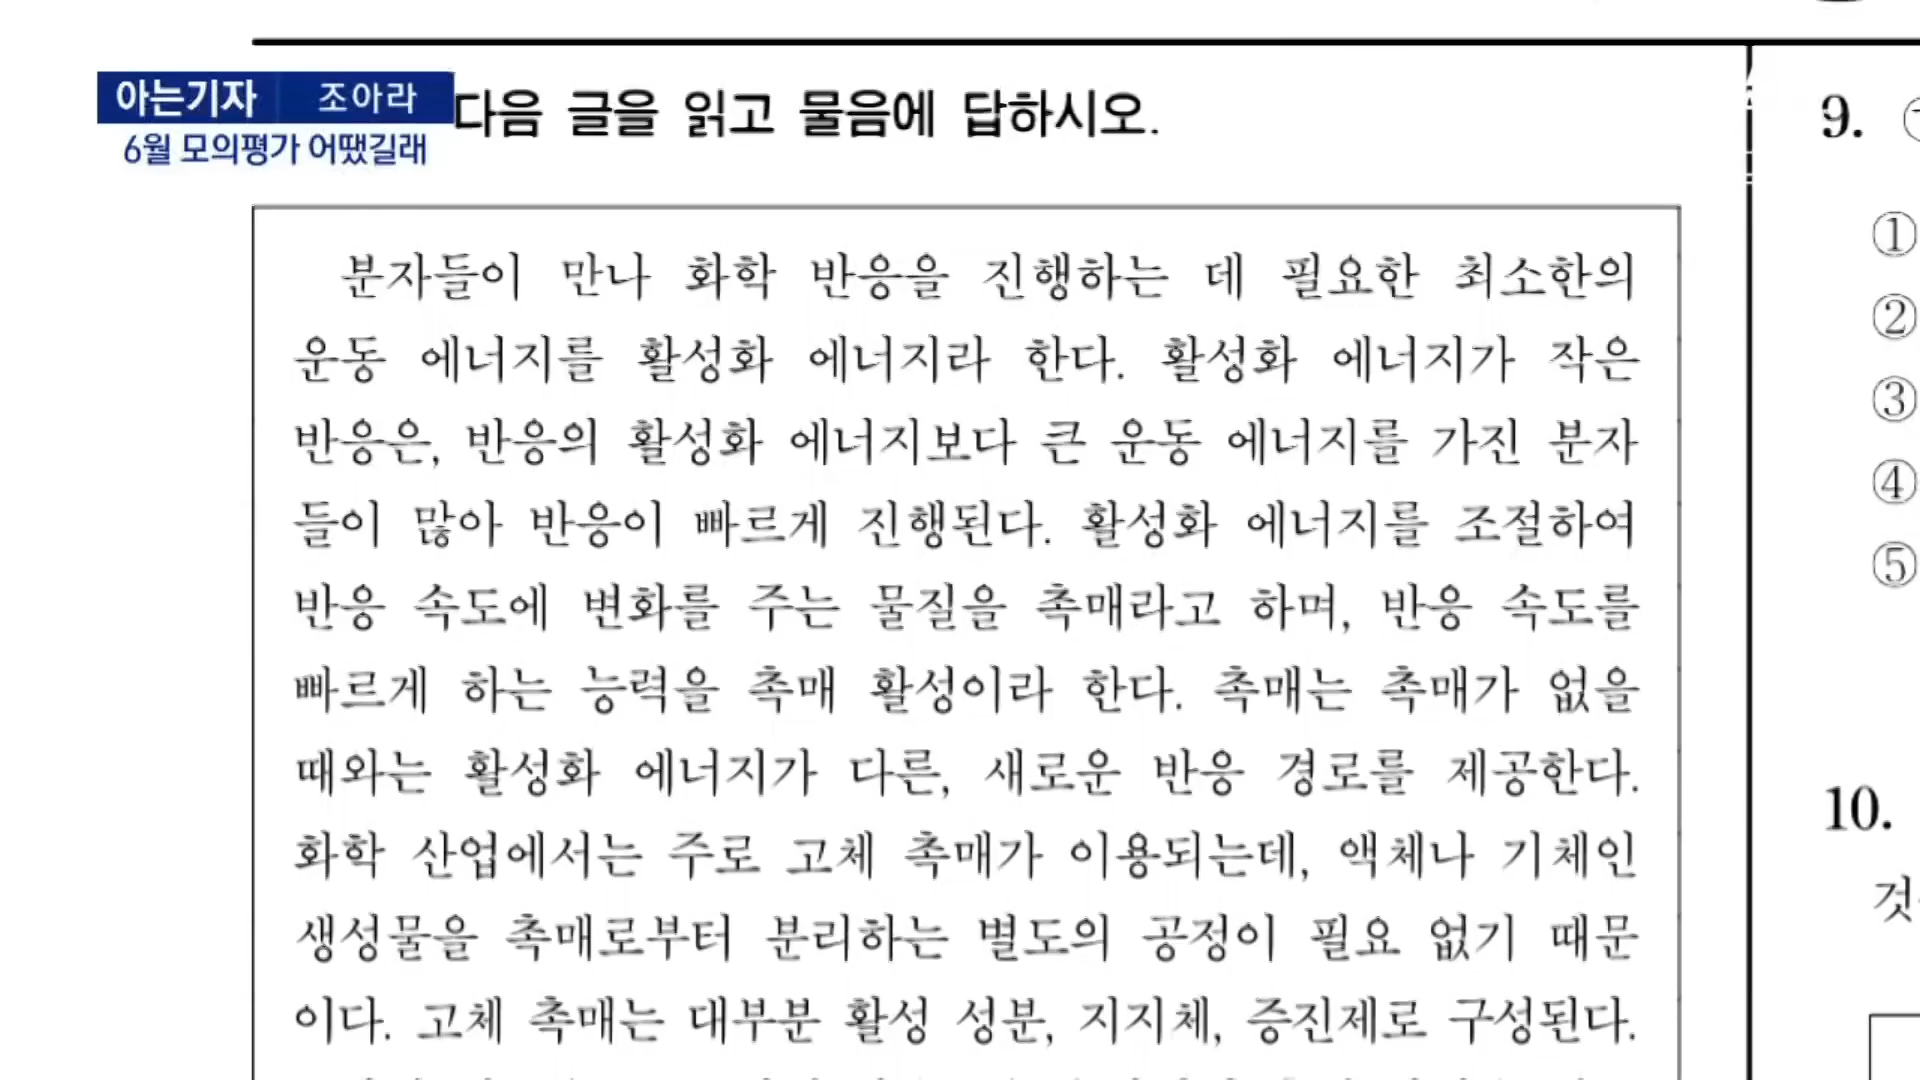 아는기자 조아라
6월 모의평가 어땠길래
다음 글을 읽고 물음에 답하시오.
분자들이 만나 화학 반응을 진행하는 데 필요한 최소한의
운동 에너지를 활성화 에너지라 한다. 활성화 에너지가 작은
반응은, 반응의 활성화 에너지보다 큰 운동 에너지를 가진 분자
들이 많아 반응이 빠르게 진행된다. 활성화 에너지를 조절하여
반응 속도에 변화를 주는 물질을 촉매라고 하며, 반응 속도를
빠르게 하는 능력을 촉매 활성이라 한다. 촉매는 촉매가 없을
때와는 활성화 에너지가 다른, 새로운 반응 경로를 제공한다.
화학 산업에서는 주로 고체 촉매가 이용되는데, 액체나 기체인
생성물을 촉매로부터 분리하는 별도의 공정이 필요 없기 때문
이다. 고체 촉매는 대부분 활성 성분, 지지체, 증진제로 구성된다.
9.
①
②
③
④
⑤
10.
것